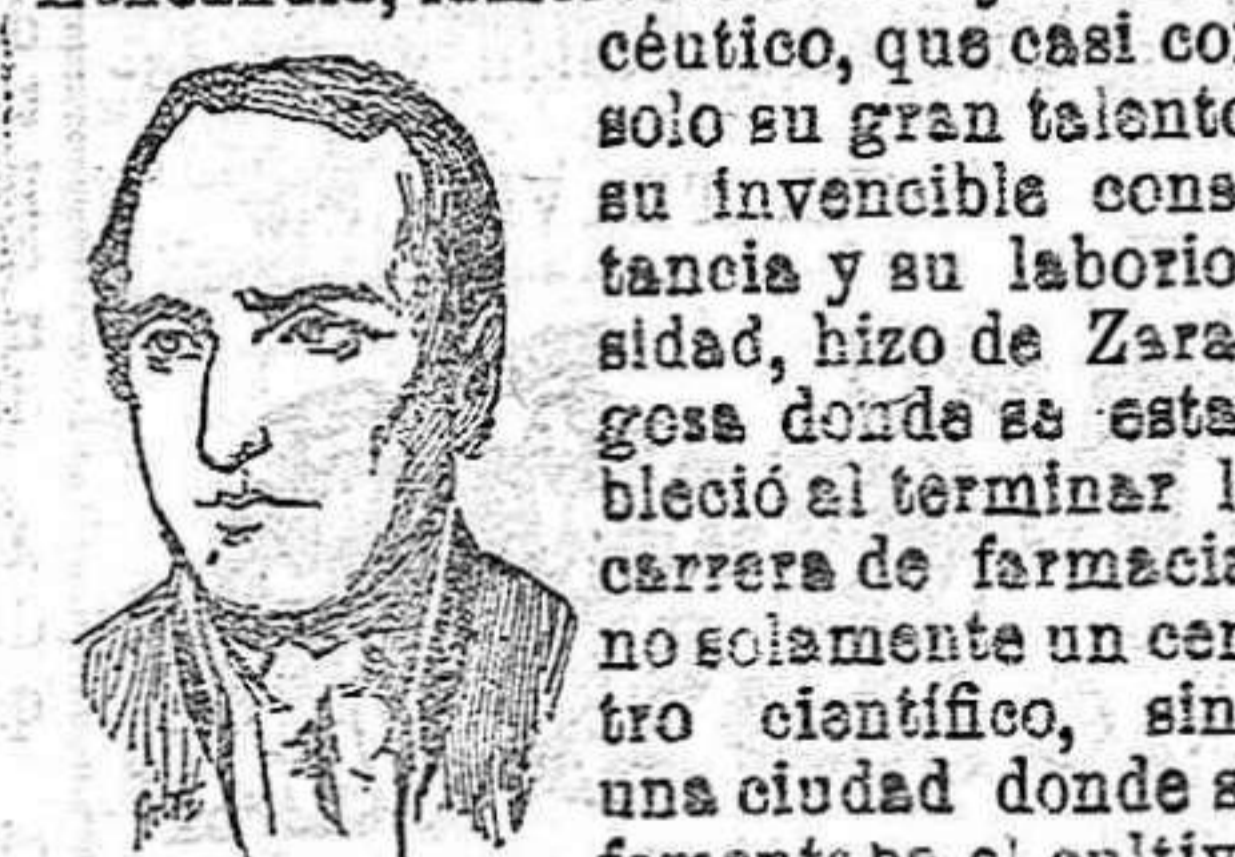 céutico, que casi co
solo su gran talento
su invencible cons
tancia y su laborio
sidad, hizo de Zara
gosa donde se esta
bleció al terminar l
carrera de farmacia
no solamente un cen
tro científico, sin
una ciudad donde s